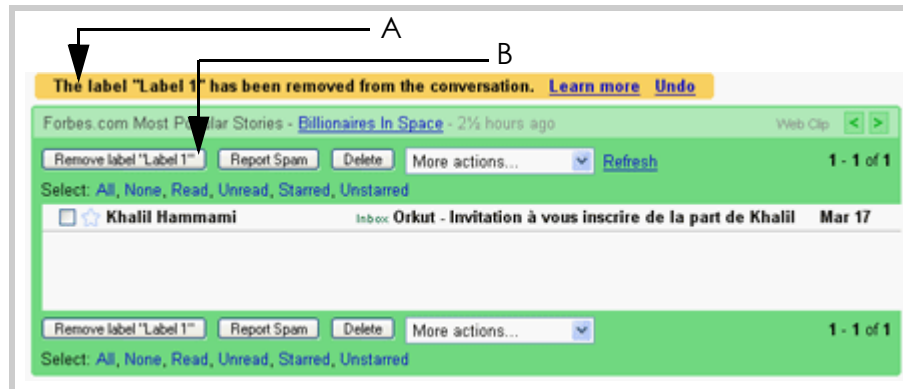 A
B
The label "Label 1" has been removed from the conversation. Learn more Undo
Forbes.com Most Popular Stories - Billionaires In Space - 2½ hours ago Web Clip < >
Remove label "Label 1" Report Spam Delete More actions... Refresh 1 - 1 of 1
Select: All, None, Read, Unread, Starred, Unstarred
Khalil Hammami Inbox Orkut - Invitation à vous inscrire de la part de Khalil Mar 17
Remove label "Label 1" Report Spam Delete More actions... 1 - 1 of 1
Select: All, None, Read, Unread, Starred, Unstarred